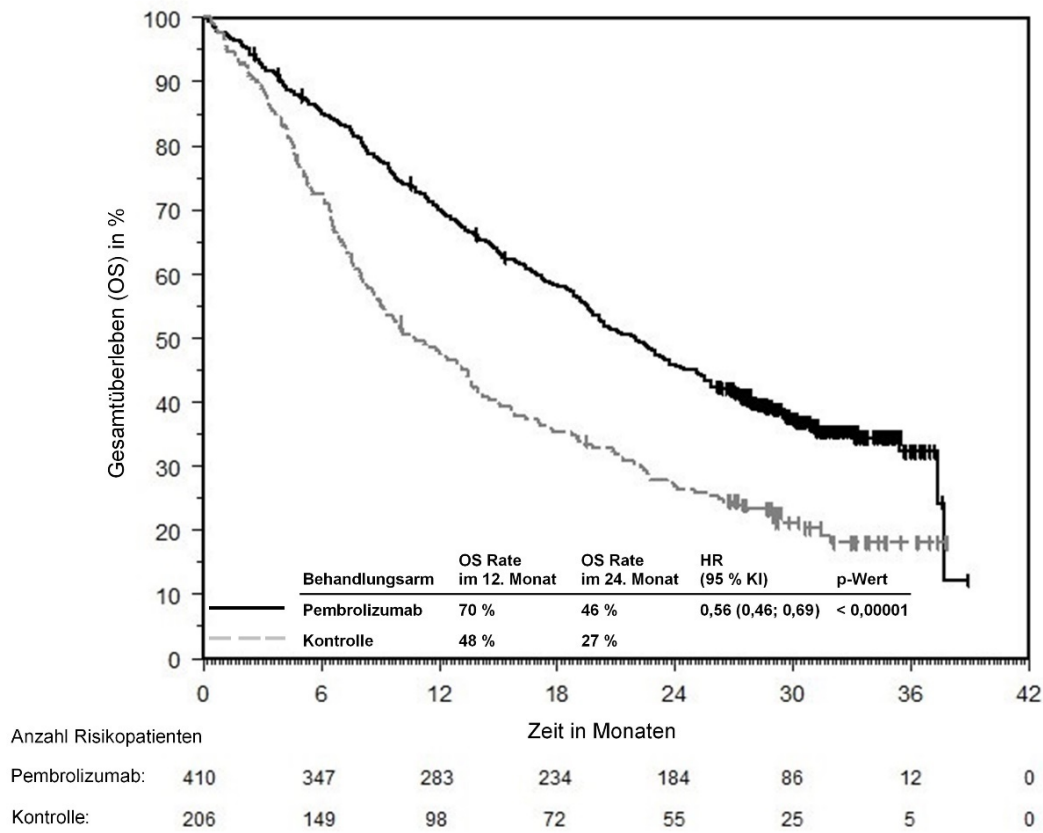 100
90
80
70
60
50
40
30
20
10
0
Gesamtüberleben (OS) in %
OS Rate OS Rate HR
Behandlungsarm im 12. Monat im 24. Monat (95 % KI) p-Wert
Pembrolizumab 70 % 46 % 0,56 (0,46; 0,69) < 0,00001
Kontrolle 48 % 27 %
0 6 12 18 24 30 36 42
Zeit in Monaten
Anzahl Risikopatienten
Pembrolizumab: 410 347 283 234 184 86 12 0
Kontrolle: 206 149 98 72 55 25 5 0